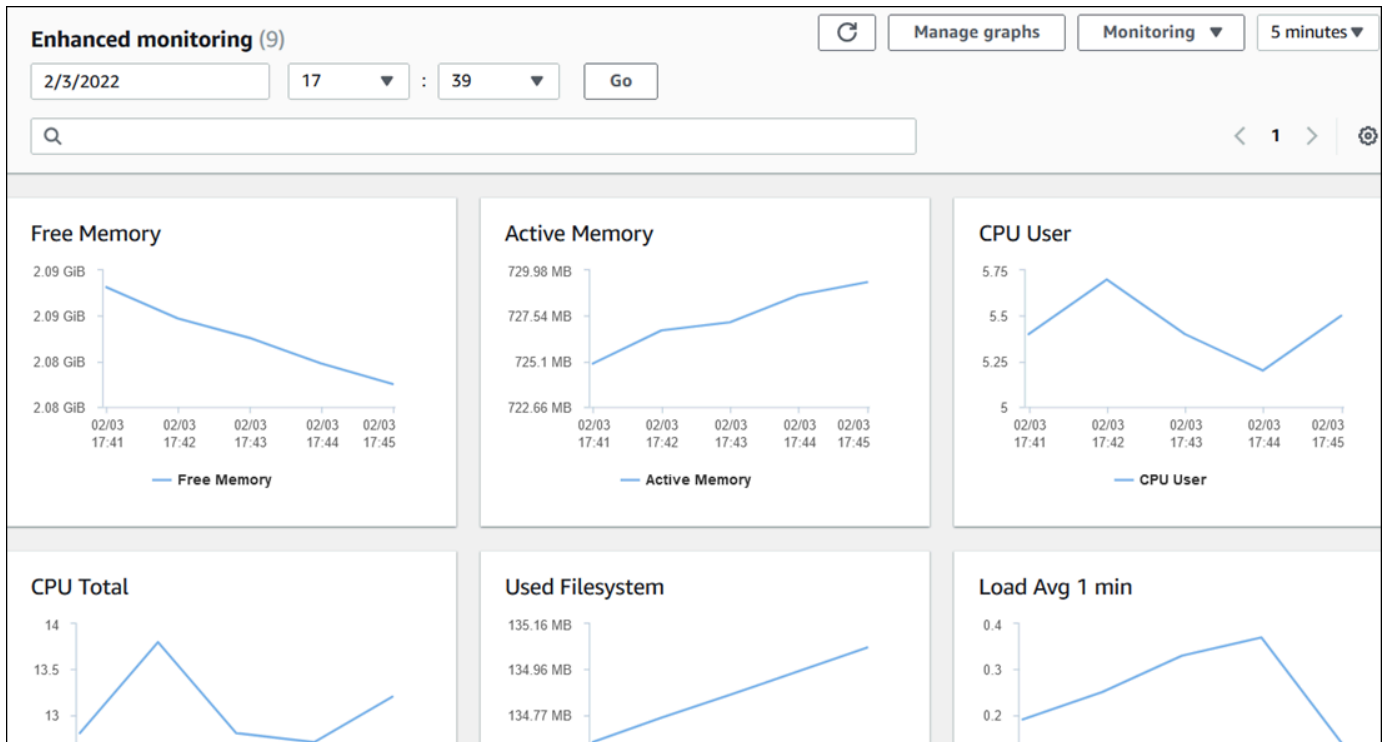 Enhanced monitoring (9)
Manage graphs
Monitoring
5 minutes
2/3/2022
17 : 39
Go
1
Free Memory
2.09 GiB
2.09 GiB
2.08 GiB
2.08 GiB
02/03 02/03 02/03 02/03 02/03
17:41 17:42 17:43 17:44 17:45
Free Memory
Active Memory
729.98 MB
727.54 MB
725.1 MB
722.66 MB
02/03 02/03 02/03 02/03 02/03
17:41 17:42 17:43 17:44 17:45
Active Memory
CPU User
5.75
5.5
5.25
5
02/03 02/03 02/03 02/03 02/03
17:41 17:42 17:43 17:44 17:45
CPU User
CPU Total
14
13.5
13
Used Filesystem
135.16 MB
134.96 MB
134.77 MB
Load Avg 1 min
0.4
0.3
0.2